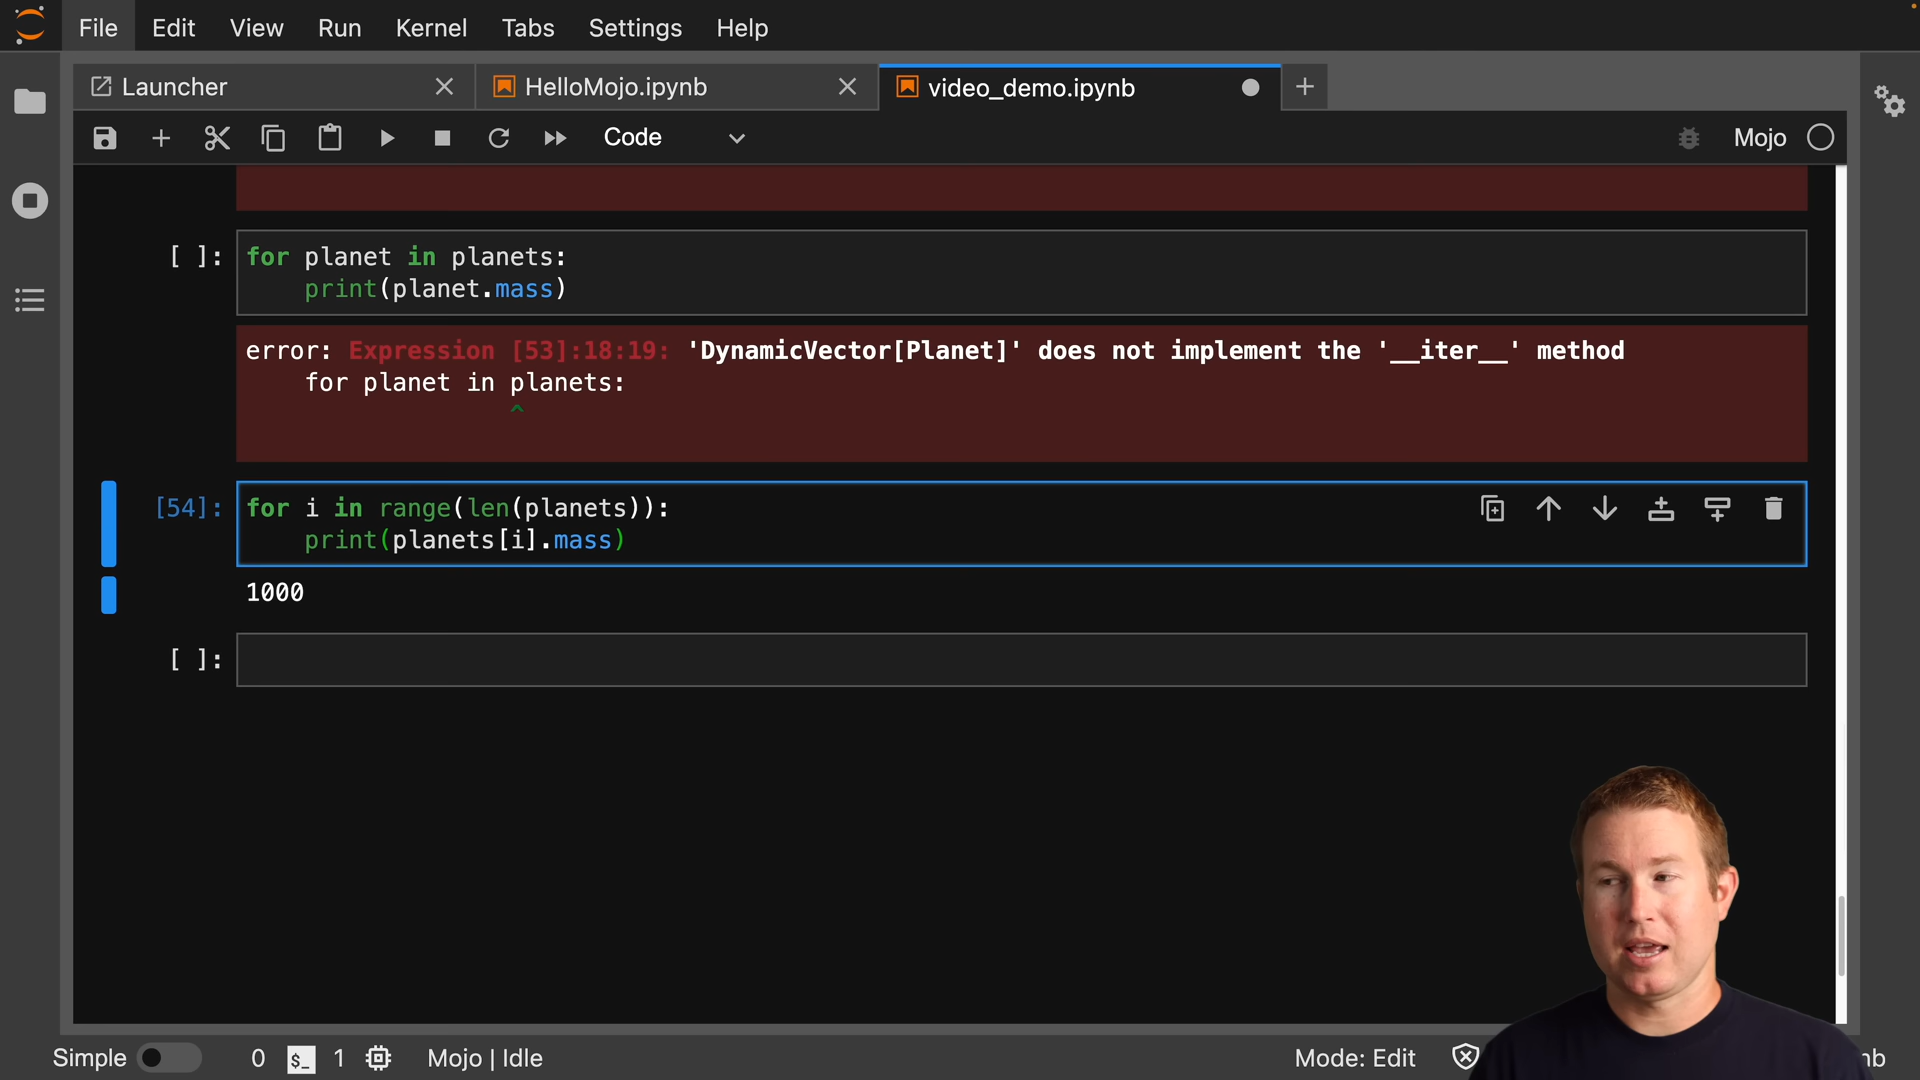 File Edit View Run Kernel Tabs Settings Help
Launcher HelloMojo.ipynb video_demo.ipynb
Code Mojo
[ ]: for planet in planets:
print(planet.mass)
error: Expression [53]:18:19: 'DynamicVector[Planet]' does not implement the '__iter__' method
for planet in planets:
^
[54]: for i in range(len(planets)):
print(planets[i].mass)
1000
[ ]:
Simple 0 $_ 1 Mojo | Idle Mode: Edit nb